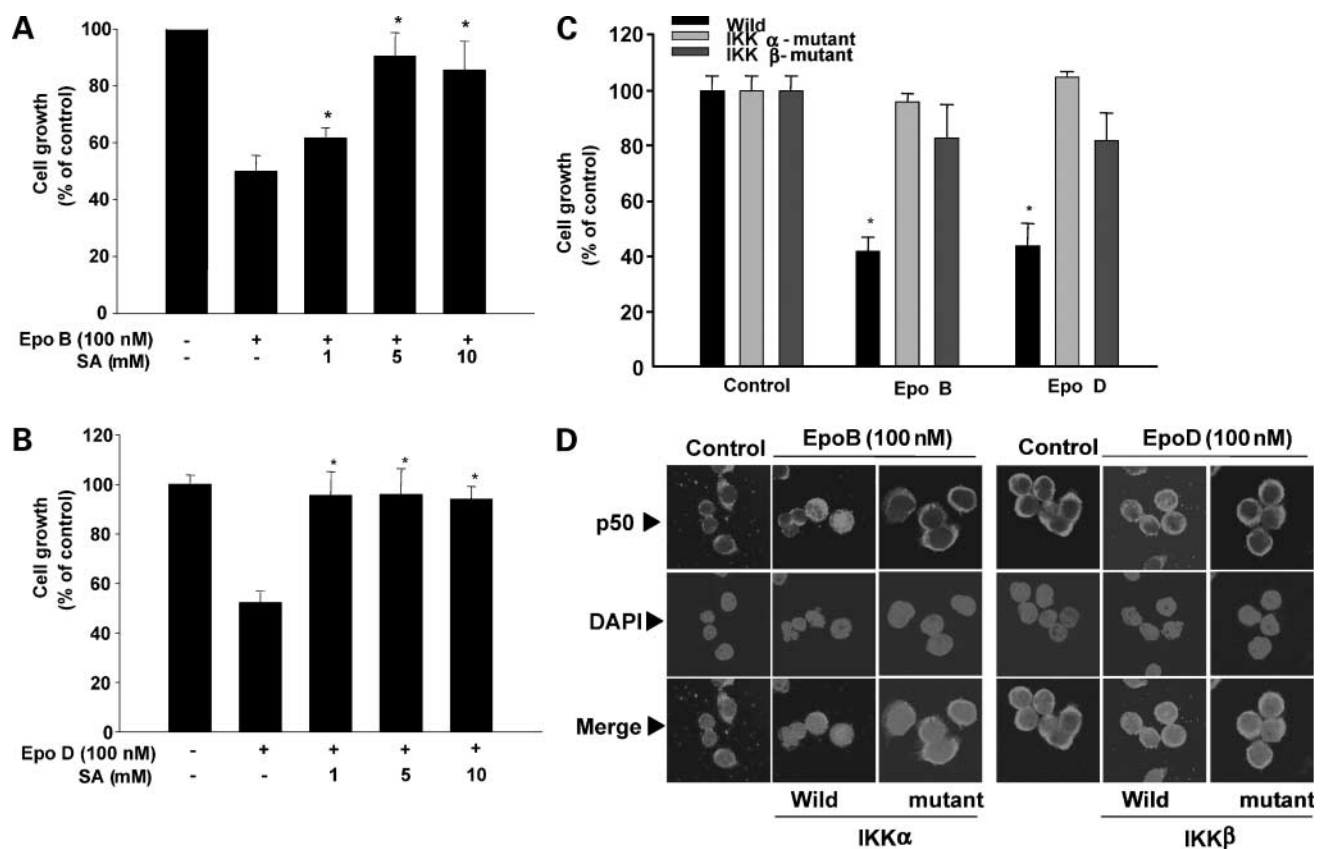 A
Cell growth
(% of control)
100
80
60
40
20
0
* * * 
Epo B (100 nM) - + + + +
SA (mM) - - 1 5 10
B
Cell growth
(% of control)
120
100
80
60
40
20
0
* * *
Epo D (100 nM) - + + + +
SA (mM) - - 1 5 10
C
Wild
IKK α - mutant
IKK β- mutant
Cell growth
(% of control)
120
100
80
60
40
20
0
* *
Control Epo B Epo D
D
Control EpoB (100 nM) Control EpoD (100 nM)
p50
DAPI
Merge
Wild mutant Wild mutant
IKKα IKKβ